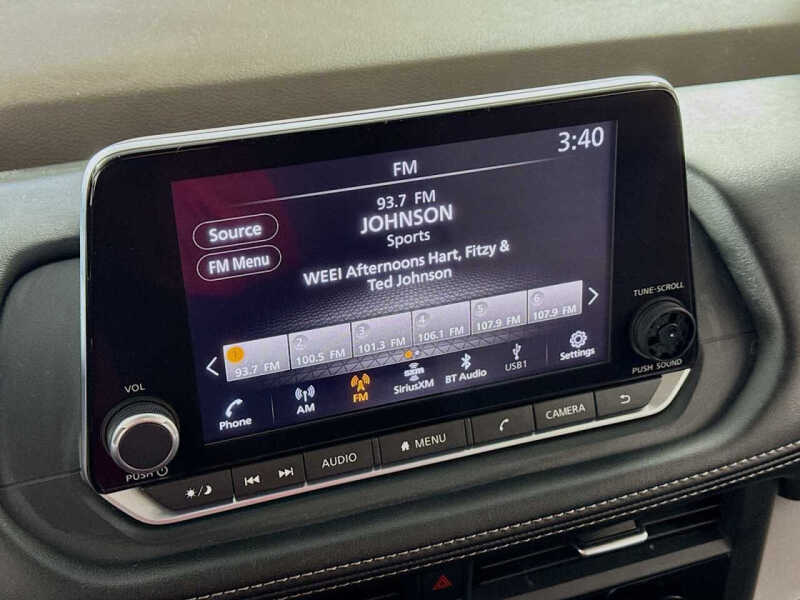 3:40
FM
93.7 FM
JOHNSON
Sports
Source
FM Menu
WEEI Afternoons Hart, Fitzy &
Ted Johnson
1 2 3 4 5 6
93.7 FM 100.5 FM 101.3 FM 106.1 FM 107.9 FM 107.9 FM
Phone AM FM SiriusXM BT Audio USB1 Settings
sxm
TUNE·SCROLL
PUSH SOUND
VOL
PUSH
AUDIO MENU CAMERA